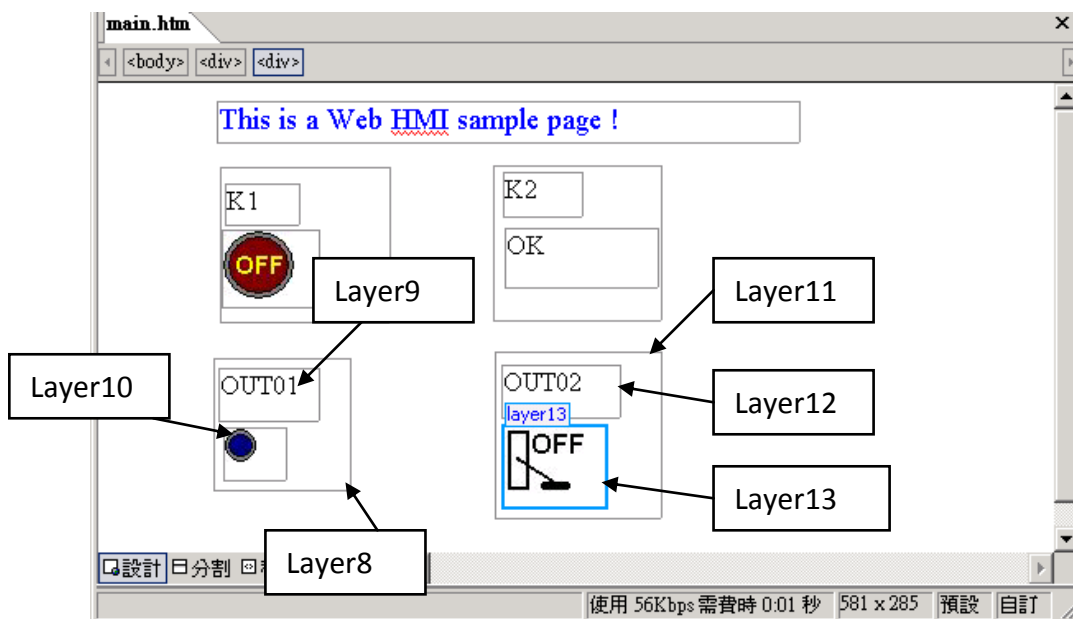 main.htm
<body> <div> <div>
This is a Web HMI sample page !
K1
OFF
K2
OK
Layer9
Layer11
Layer10
OUT01
OUT02
layer13
OFF
Layer12
Layer13
Layer8
設計 分割
使用 56Kbps 需費時 0:01 秒 581 x 285 預設 自訂